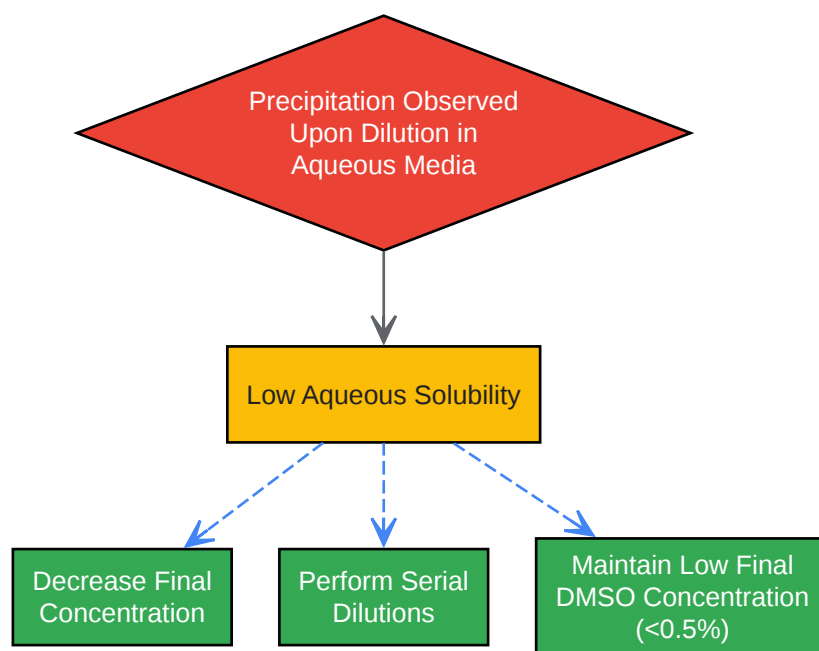 Precipitation Observed
Upon Dilution in
Aqueous Media
Low Aqueous Solubility
Decrease Final
Concentration
Perform Serial
Dilutions
Maintain Low Final
DMSO Concentration
(<0.5%)